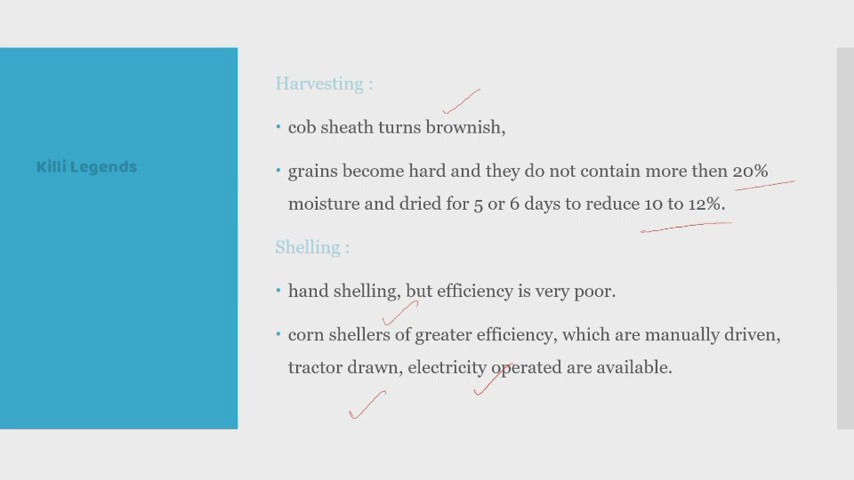 Killi Legends
Harvesting :
• cob sheath turns brownish,
• grains become hard and they do not contain more then 20%
moisture and dried for 5 or 6 days to reduce 10 to 12%.
Shelling :
• hand shelling, but efficiency is very poor.
• corn shellers of greater efficiency, which are manually driven,
tractor drawn, electricity operated are available.